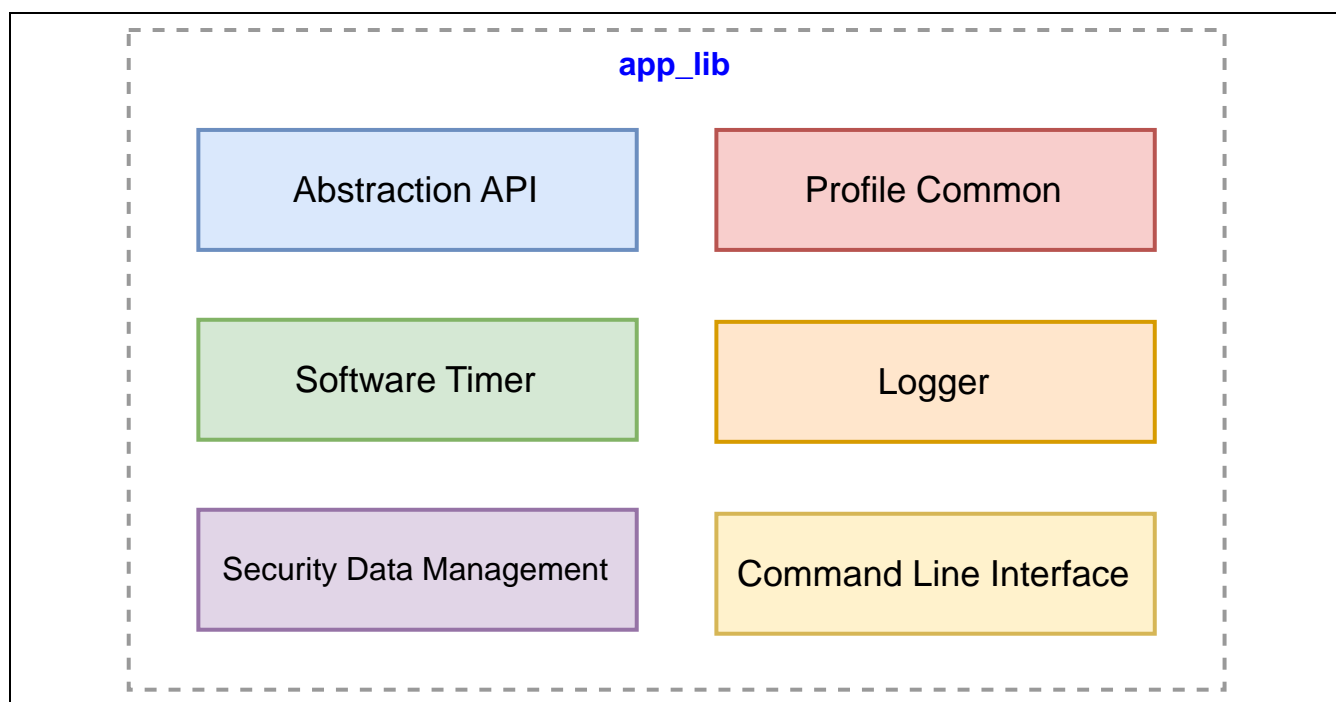 app_lib
Abstraction API
Profile Common
Software Timer
Logger
Security Data Management
Command Line Interface